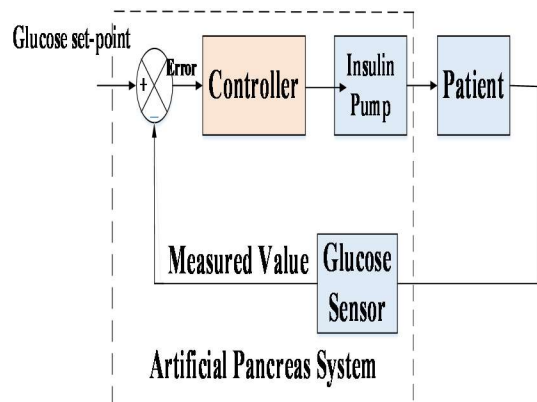 Glucose set-point
+
Error
Controller
Insulin
Pump
Patient
−
Measured Value
Glucose
Sensor
Artificial Pancreas System